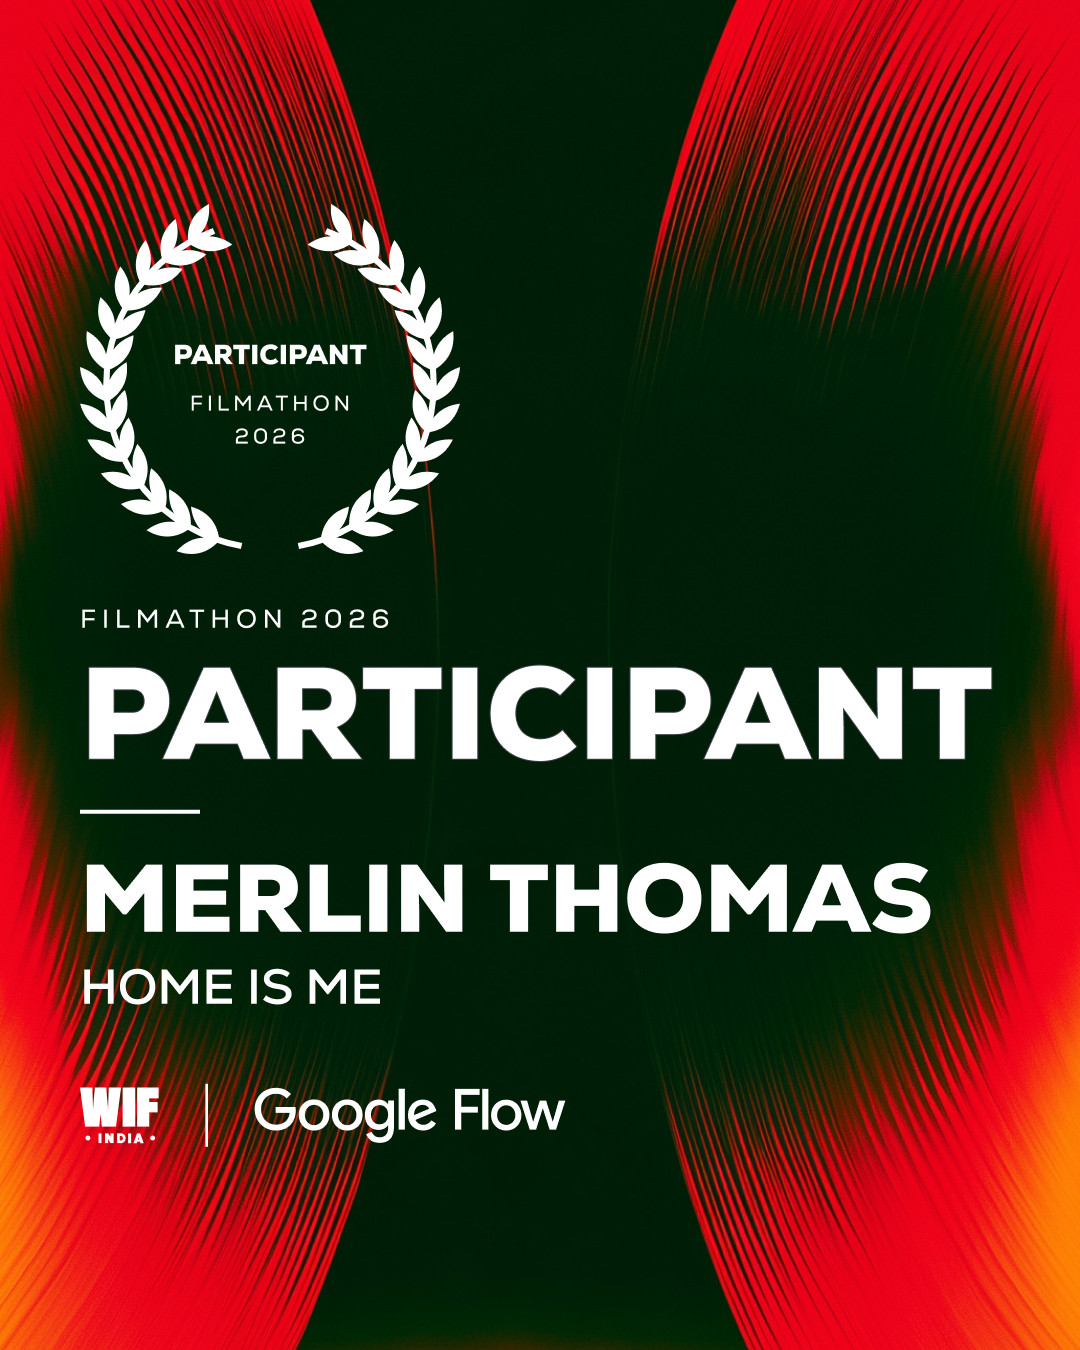 PARTICIPANT
FILMATHON
2026
FILMATHON 2026
PARTICIPANT
MERLIN THOMAS
HOME IS ME
WIF
• INDIA •
Google Flow